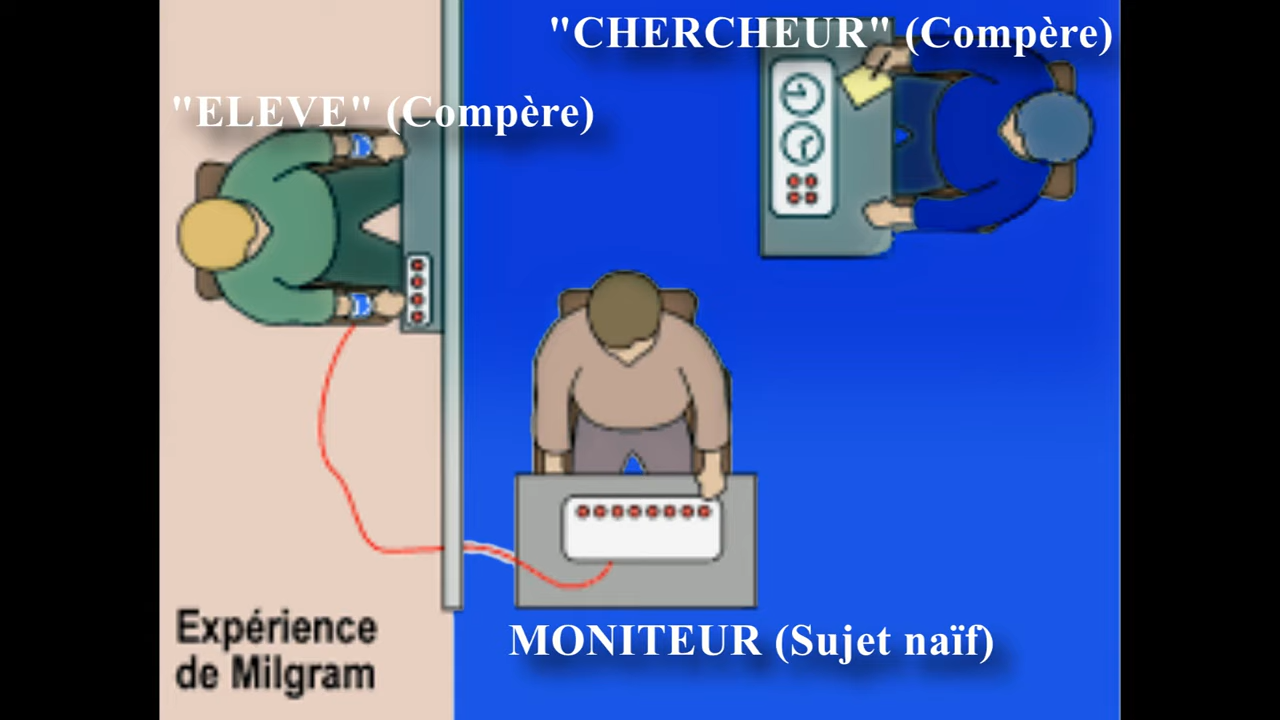 "CHERCHEUR" (Compère)
"ELEVE" (Compère)
MONITEUR (Sujet naïf)
Expérience
de Milgram